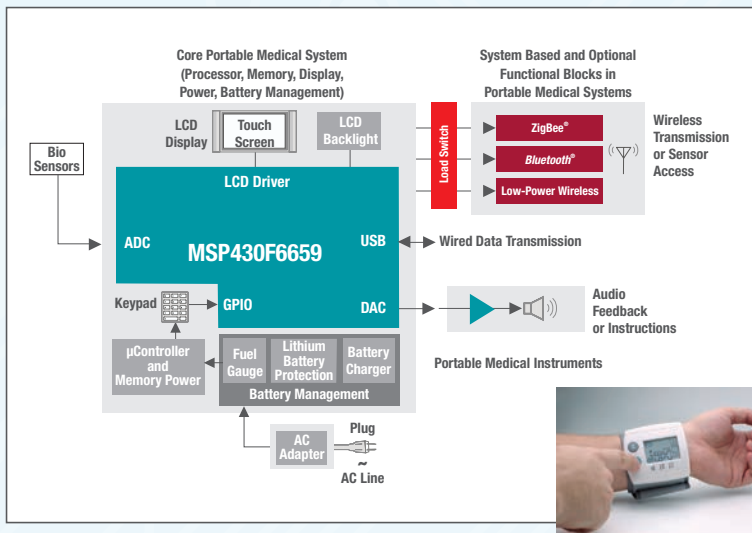 Core Portable Medical System
(Processor, Memory, Display,
Power, Battery Management)
System Based and Optional
Functional Blocks in
Portable Medical Systems
LCD
Display
Touch
Screen
LCD
Backlight
Load Switch
ZigBee®
Bluetooth®
Low-Power Wireless
Wireless
Transmission
or Sensor
Access
Bio
Sensors
LCD Driver
ADC
MSP430F6659
USB
Wired Data Transmission
Keypad
GPIO
DAC
Audio
Feedback
or Instructions
µController
and
Memory Power
Fuel
Gauge
Lithium
Battery
Protection
Battery
Charger
Battery Management
Portable Medical Instruments
AC
Adapter
Plug
~
AC Line